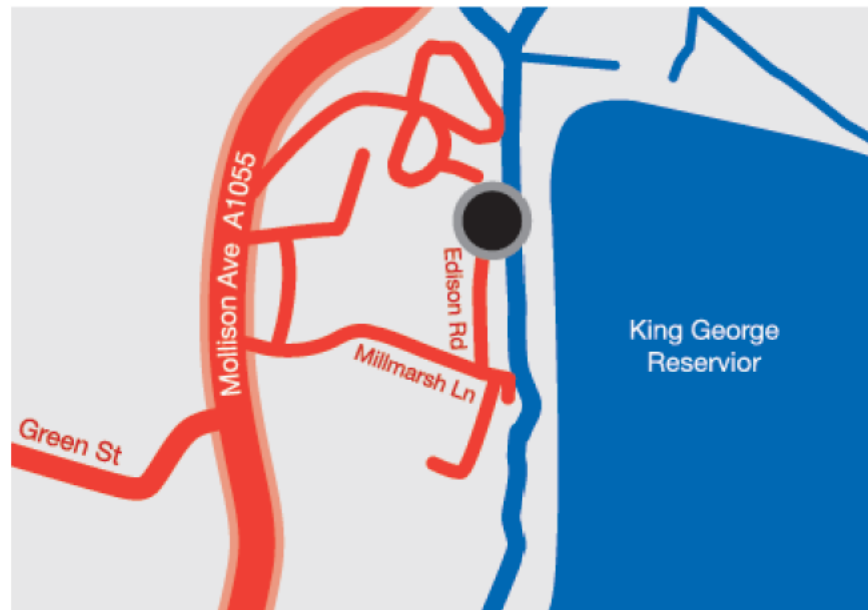 Mollison Ave A1055
Edison Rd
King George
Reservior
Millmarsh Ln
Green St